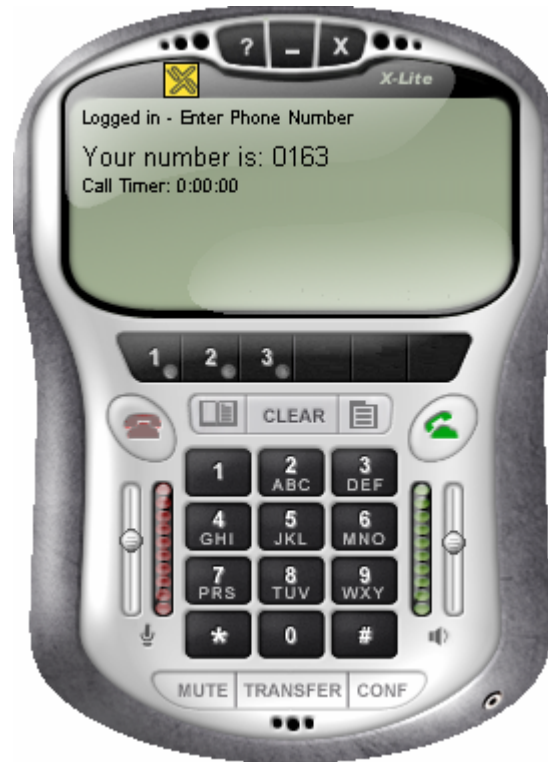 ? – X
X-Lite
Logged in - Enter Phone Number
Your number is: 0163
Call Timer: 0:00:00
1 2 3
CLEAR
1 2 ABC 3 DEF
4 GHI 5 JKL 6 MNO
7 PRS 8 TUV 9 WXY
* 0 #
MUTE TRANSFER CONF